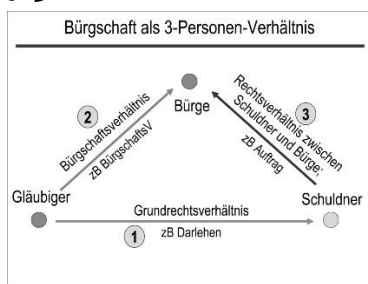 Bürgschaft als 3-Personen-Verhältnis
Bürge
2
Bürgschaftsverhältnis
zB BürgschaftsV
Rechtsverhältnis zwischen
Schuldner und Bürge;
zB Auftrag
3
Gläubiger
Schuldner
Grundrechtsverhältnis
1
zB Darlehen